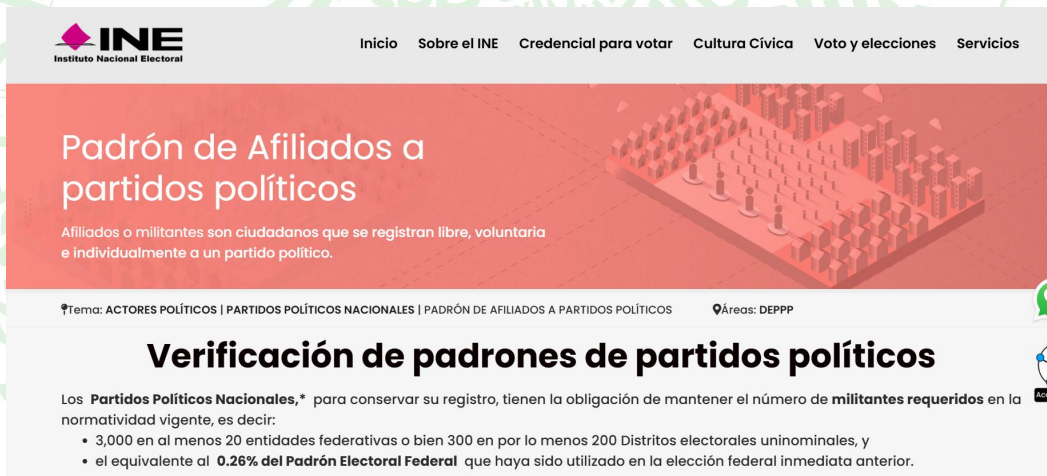 INE
Instituto Nacional Electoral
Inicio Sobre el INE Credencial para votar Cultura Cívica Voto y elecciones Servicios
Padrón de Afiliados a
partidos políticos
Afiliados o militantes son ciudadanos que se registran libre, voluntaria
e individualmente a un partido político.
Tema: ACTORES POLÍTICOS | PARTIDOS POLÍTICOS NACIONALES | PADRÓN DE AFILIADOS A PARTIDOS POLÍTICOS Áreas: DEPPP
Verificación de padrones de partidos políticos
Los Partidos Políticos Nacionales,* para conservar su registro, tienen la obligación de mantener el número de militantes requeridos en la
normatividad vigente, es decir:
• 3,000 en al menos 20 entidades federativas o bien 300 en por lo menos 200 Distritos electorales uninominales, y
• el equivalente al 0.26% del Padrón Electoral Federal que haya sido utilizado en la elección federal inmediata anterior.